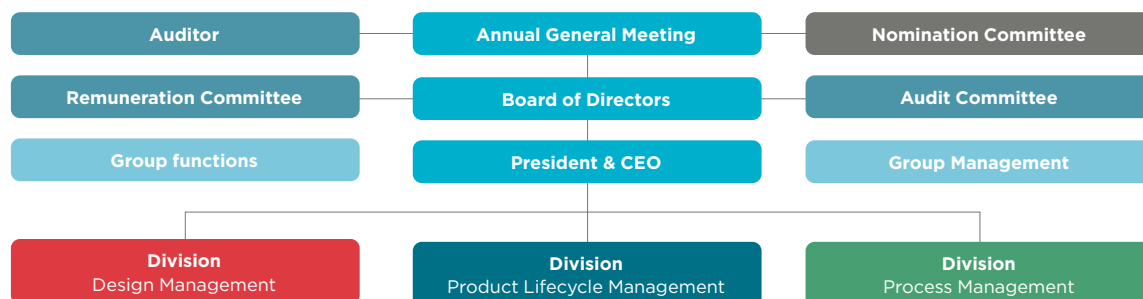 Auditor
Annual General Meeting
Nomination Committee
Remuneration Committee
Board of Directors
Audit Committee
Group functions
President & CEO
Group Management
Division
Design Management
Division
Product Lifecycle Management
Division
Process Management